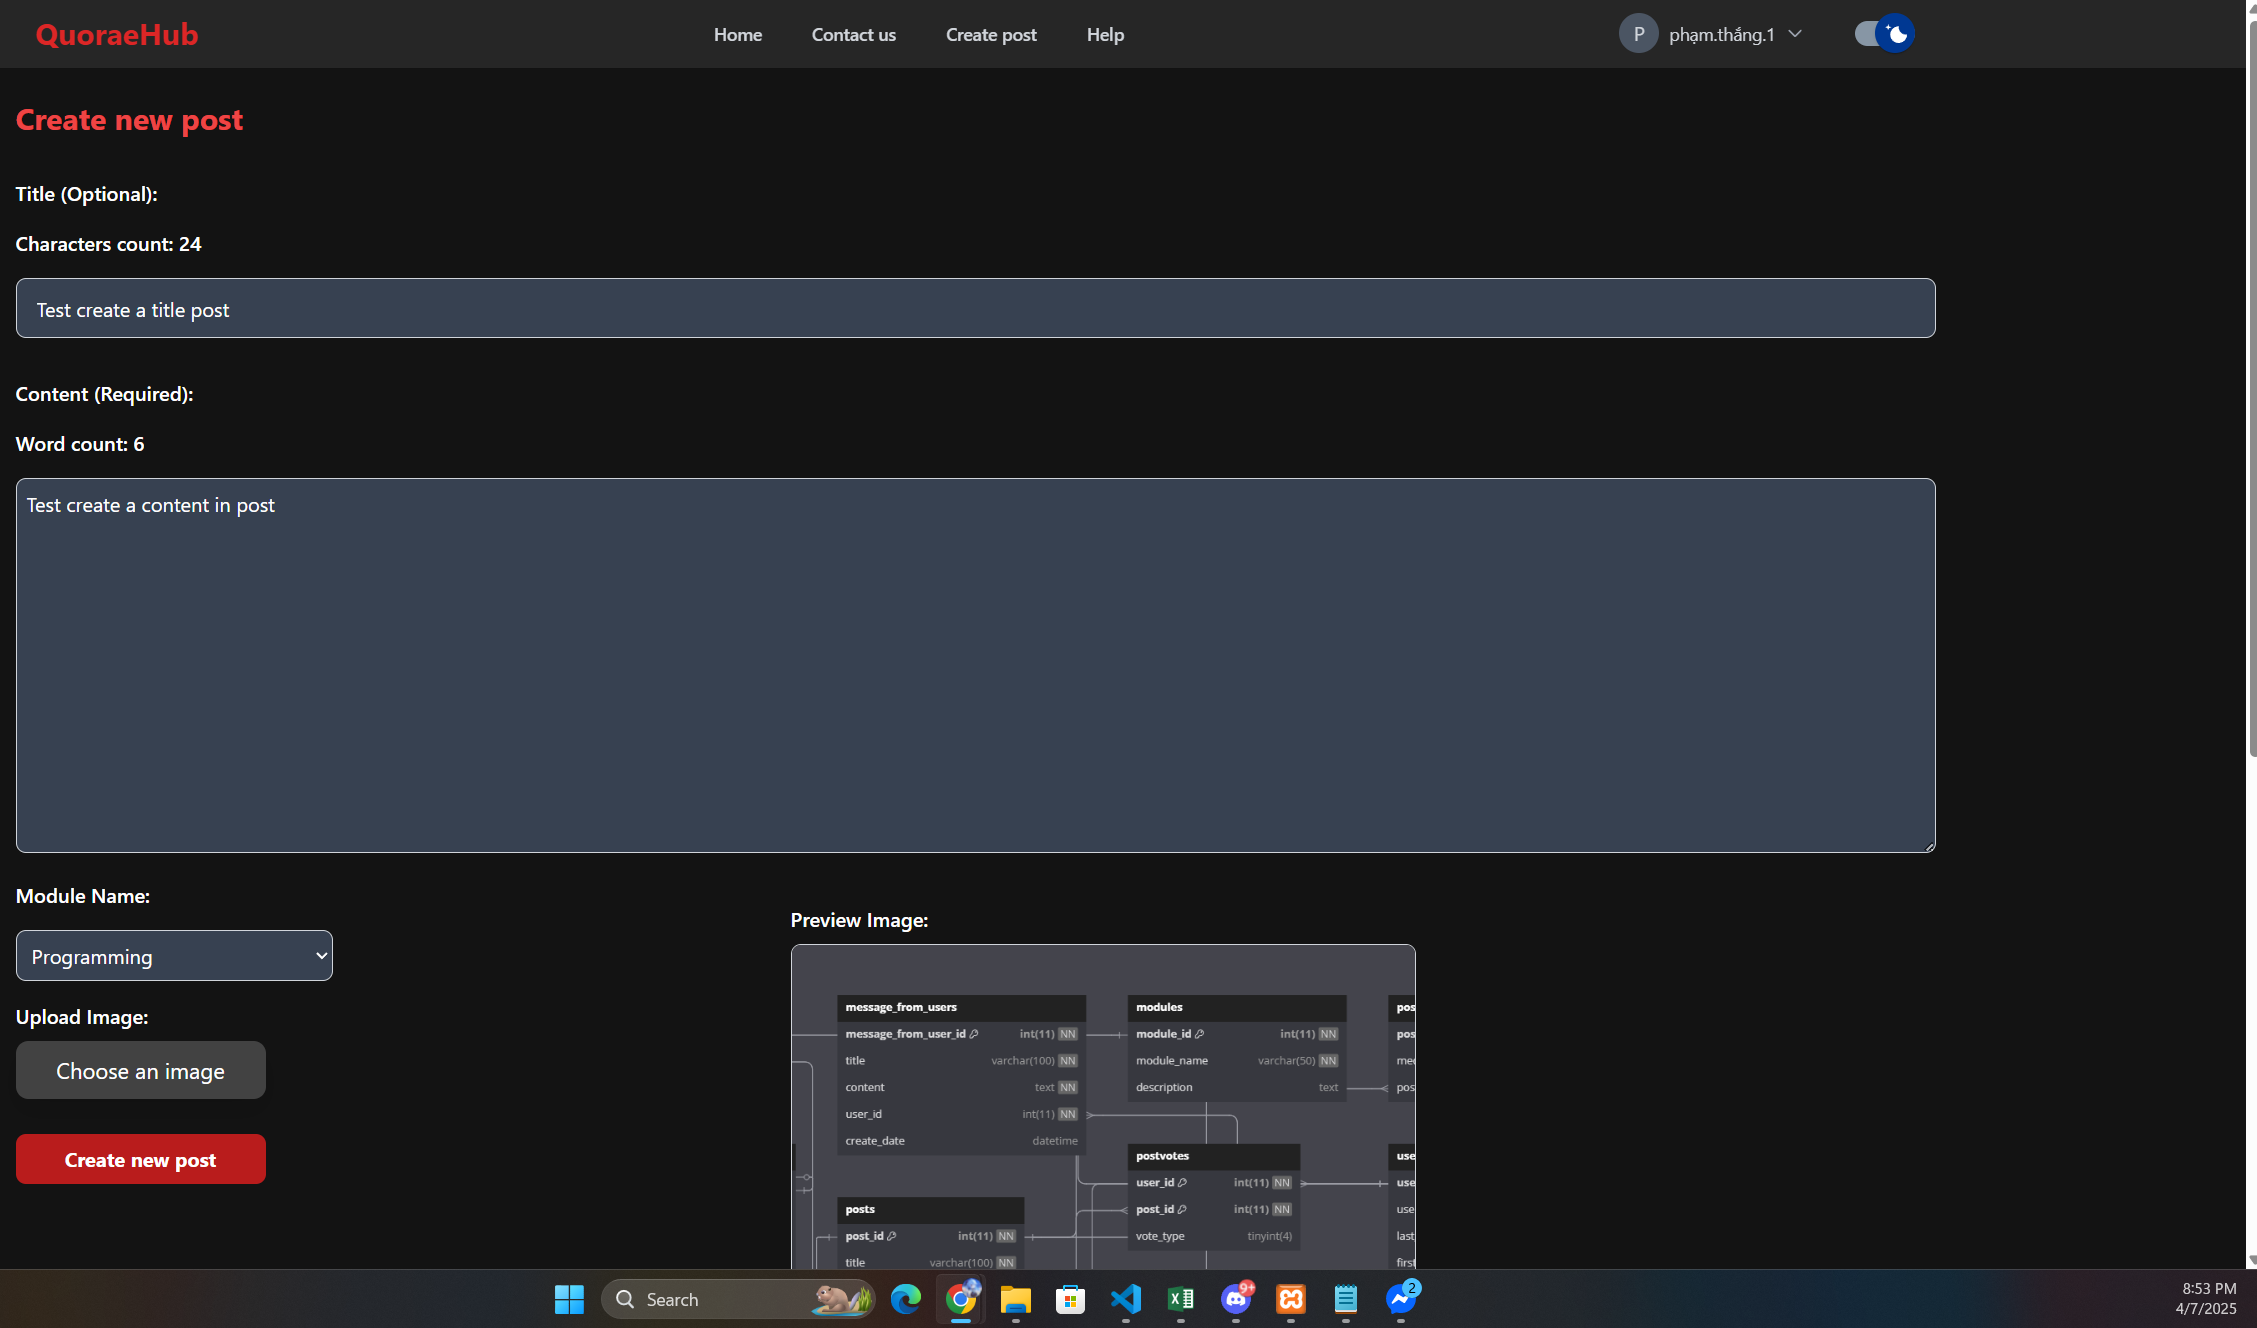 QuoraeHub
Home
Contact us
Create post
Help
P
phạm.thắng.1
Create new post
Title (Optional):
Characters count: 24
Test create a title post
Content (Required):
Word count: 6
Test create a content in post
Module Name:
Programming
Upload Image:
Choose an image
Create new post
Preview Image:
message_from_users
message_from_user_id int(11) NN
title varchar(100) NN
content text NN
user_id int(11) NN
create_date datetime
modules
module_id int(11) NN
module_name varchar(50) NN
description text
pos
pos
med
pos
postvotes
user_id int(11) NN
post_id int(11) NN
vote_type tinyint(4)
use
use
use
last
first
posts
post_id int(11) NN
title varchar(100) NN
Search
9+
2
8:53 PM
4/7/2025